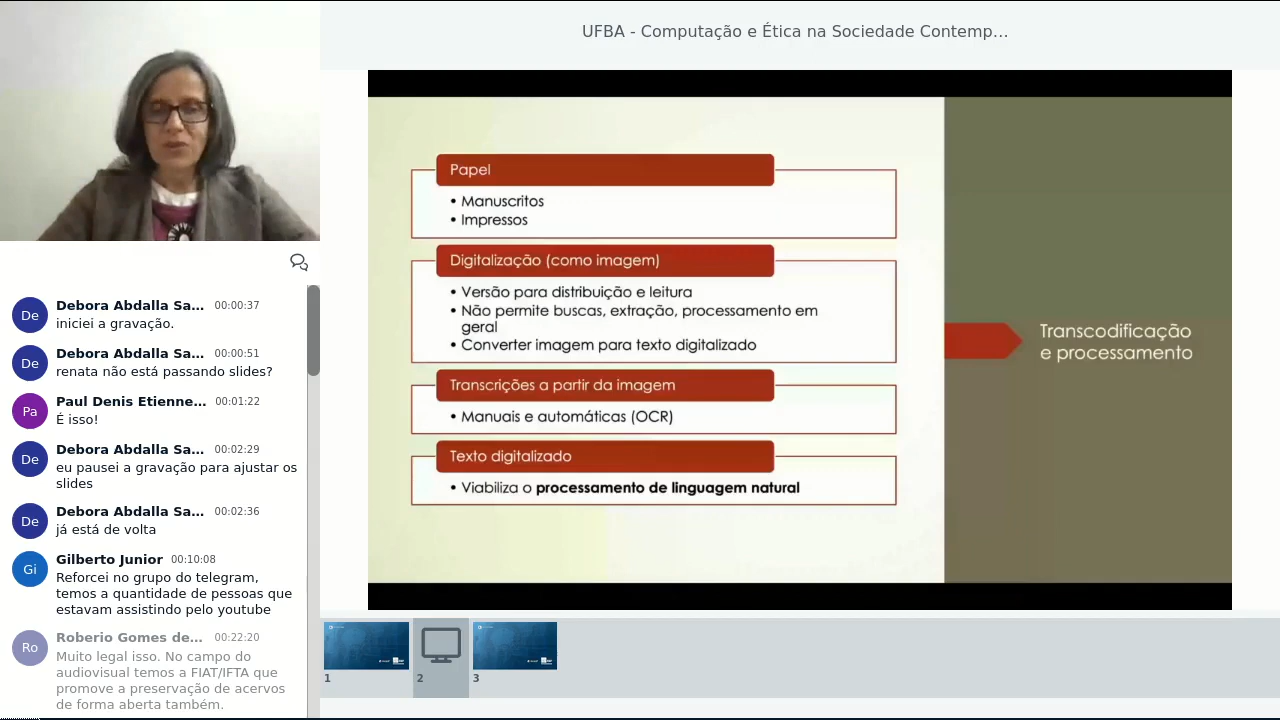 UFBA - Computação e Ética na Sociedade Contemp...
Papel
• Manuscritos
• Impressos
Digitalização (como imagem)
• Versão para distribuição e leitura
• Não permite buscas, extração, processamento em
geral
• Converter imagem para texto digitalizado
Transcrições a partir da imagem
• Manuais e automáticas (OCR)
Texto digitalizado
• Viabiliza o processamento de linguagem natural
Transcodificação
e processamento
De
Debora Abdalla Sa... 00:00:37
iniciei a gravação.
De
Debora Abdalla Sa... 00:00:51
renata não está passando slides?
Pa
Paul Denis Etienne... 00:01:22
É isso!
De
Debora Abdalla Sa... 00:02:29
eu pausei a gravação para ajustar os
slides
De
Debora Abdalla Sa... 00:02:36
já está de volta
Gi
Gilberto Junior 00:10:08
Reforcei no grupo do telegram,
temos a quantidade de pessoas que
estavam assistindo pelo youtube
Ro
Roberio Gomes de... 00:22:20
Muito legal isso. No campo do
audiovisual temos a FIAT/IFTA que
promove a preservação de acervos
de forma aberta também.
1
2
3